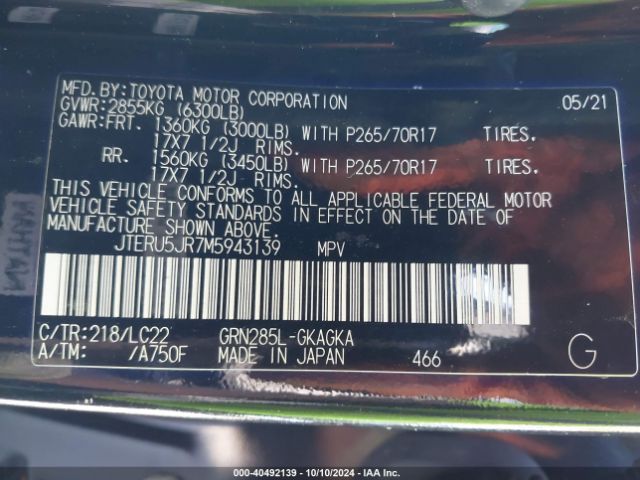 MFD. BY: TOYOTA MOTOR CORPORATION 05/21
GVWR: 2855KG (6300LB)
GAWR: FRT. 1360KG (3000LB) WITH P265/70R17 TIRES.
17X7 1/2J RIMS.
RR. 1560KG (3450LB) WITH P265/70R17 TIRES.
17X7 1/2J RIMS.
THIS VEHICLE CONFORMS TO ALL APPLICABLE FEDERAL MOTOR
VEHICLE SAFETY STANDARDS IN EFFECT ON THE DATE OF
MANUFACTURE SHOWN ABOVE.
JTERU5JR7M5943139 MPV
C/TR: 218/LC22 GRN285L-GKAGKA
A/TM: /A750F MADE IN JAPAN 466 G
000-40492139 - 10/10/2024 - IAA Inc.